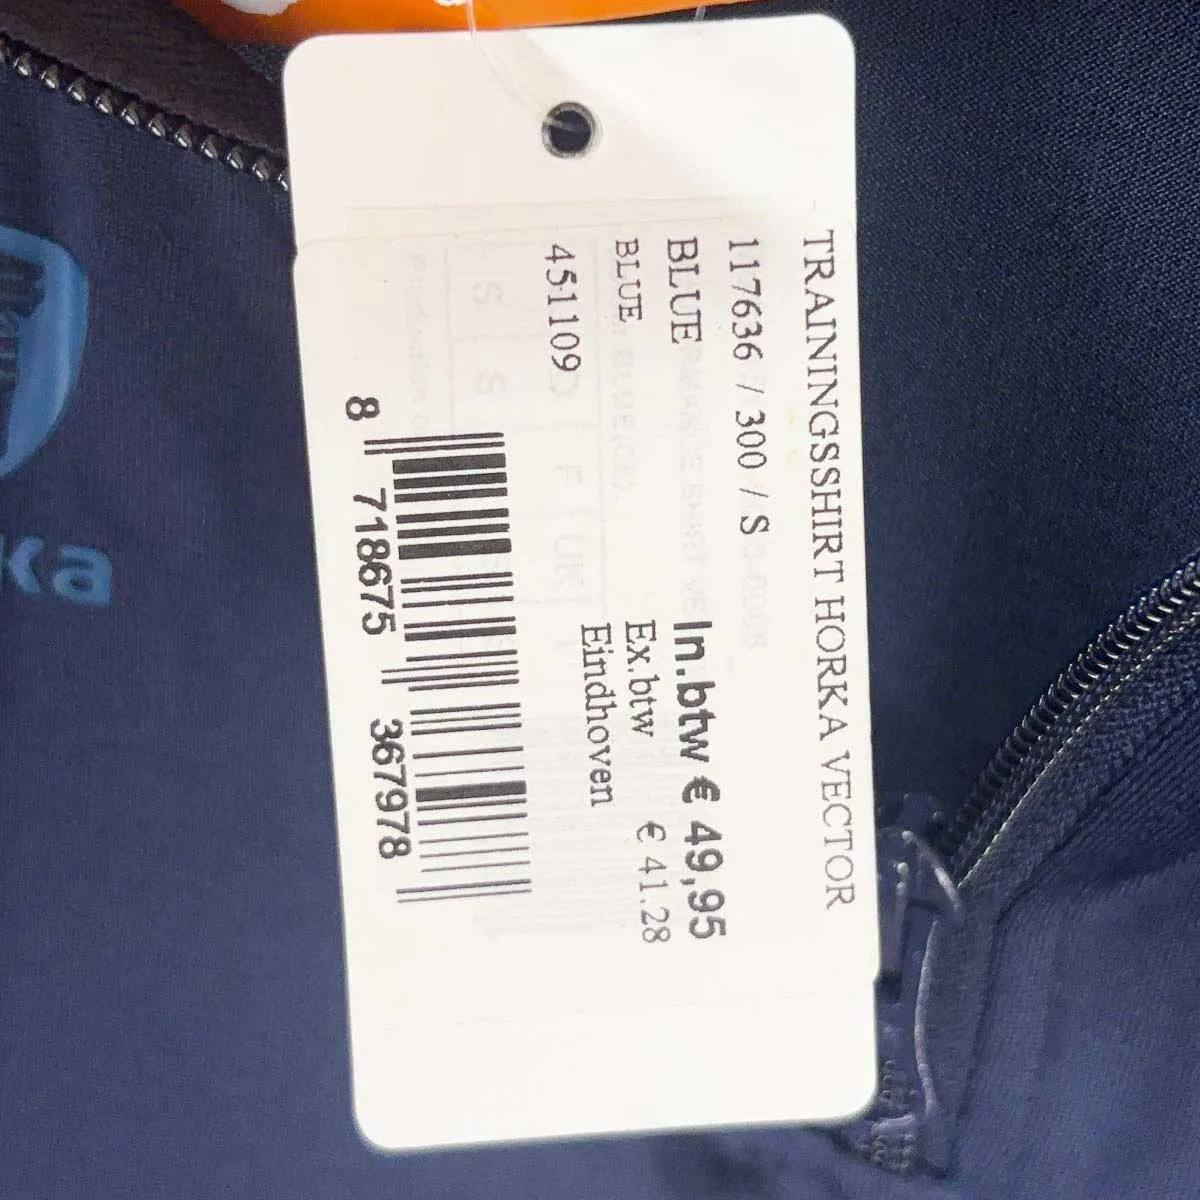 TRAININGSSHIRT HORKA VECTOR
117636 / 300 / S
BLUE In.btw € 49,95
BLUE Ex.btw € 41.28
Eindhoven
451109
8 718675 367978
ka